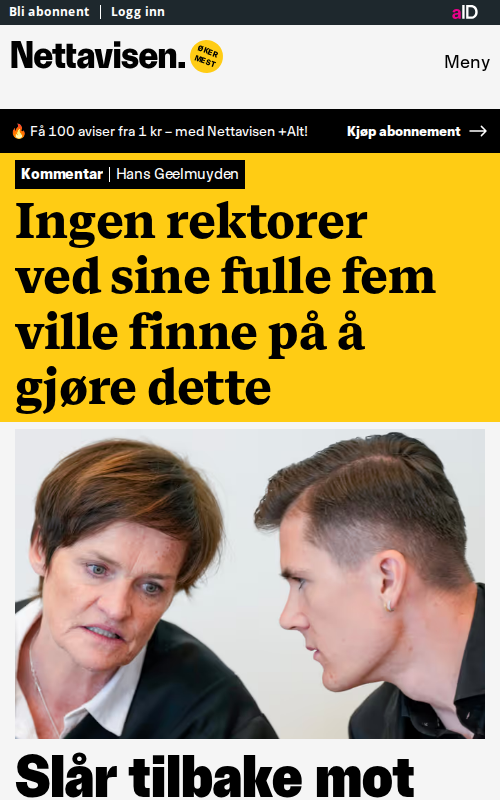 Bli abonnent | Logg inn
aID
Nettavisen.
ØKER
MEST
Meny
🔥 Få 100 aviser fra 1 kr – med Nettavisen +Alt!
Kjøp abonnement →
Kommentar | Hans Geelmuyden
Ingen rektorer
ved sine fulle fem
ville finne på å
gjøre dette
Slår tilbake mot